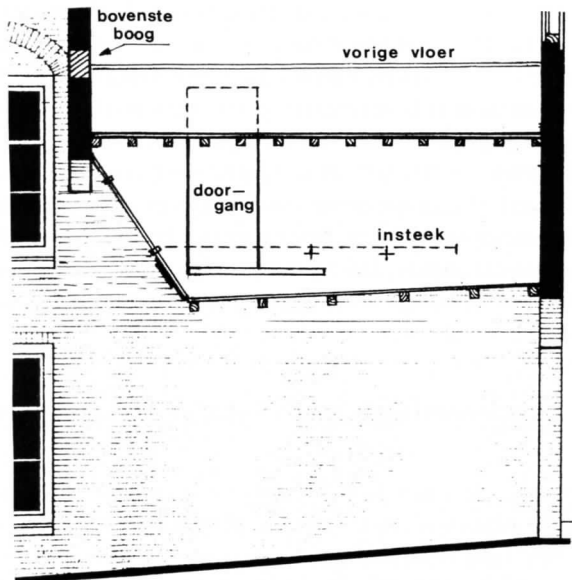 bovenste
boog
vorige vloer
door—
gang
insteek